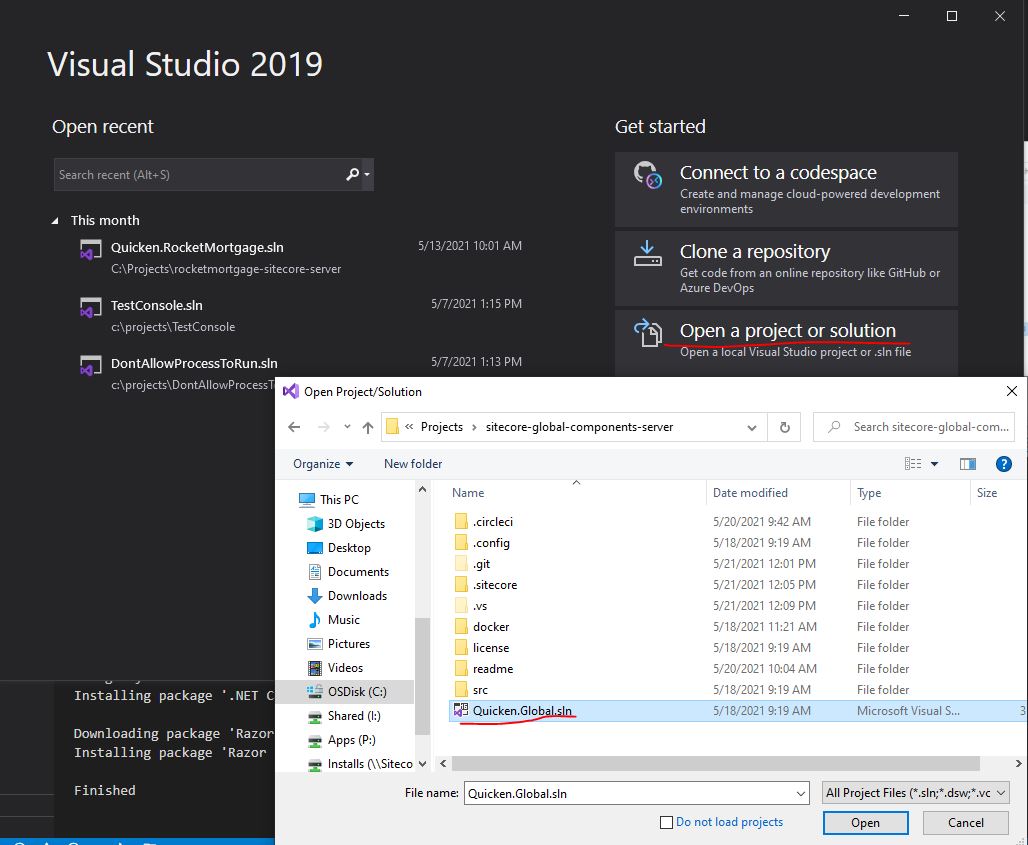 Visual Studio 2019
Open recent
Search recent (Alt+S)
This month
Quicken.RocketMortgage.sln 5/13/2021 10:01 AM
C:\Projects\rocketmortgage-sitecore-server
TestConsole.sln 5/7/2021 1:15 PM
c:\projects\TestConsole
DontAllowProcessToRun.sln 5/7/2021 1:13 PM
c:\projects\DontAllowProcessT
Get started
Connect to a codespace
Create and manage cloud-powered development
environments
Clone a repository
Get code from an online repository like GitHub or
Azure DevOps
Open a project or solution
Open a local Visual Studio project or .sln file
Open Project/Solution
« Projects › sitecore-global-components-server
Search sitecore-global-com...
Organize New folder
This PC
3D Objects
Desktop
Documents
Downloads
Music
Pictures
Videos
OSDisk (C:)
Shared (I:)
Apps (P:)
Installs (\\Siteco
Name Date modified Type Size
.circleci 5/20/2021 9:42 AM File folder
.config 5/18/2021 9:19 AM File folder
.git 5/21/2021 12:01 PM File folder
.sitecore 5/21/2021 12:05 PM File folder
.vs 5/21/2021 12:09 PM File folder
docker 5/18/2021 11:21 AM File folder
license 5/18/2021 9:19 AM File folder
readme 5/20/2021 10:04 AM File folder
src 5/18/2021 9:19 AM File folder
Quicken.Global.sln 5/18/2021 9:19 AM Microsoft Visual S... 3
File name: Quicken.Global.sln All Project Files (*.sln;*.dsw;*.vc
Do not load projects
Open Cancel
Installing package '.NET C
Downloading package 'Razor
Installing package 'Razor
Finished